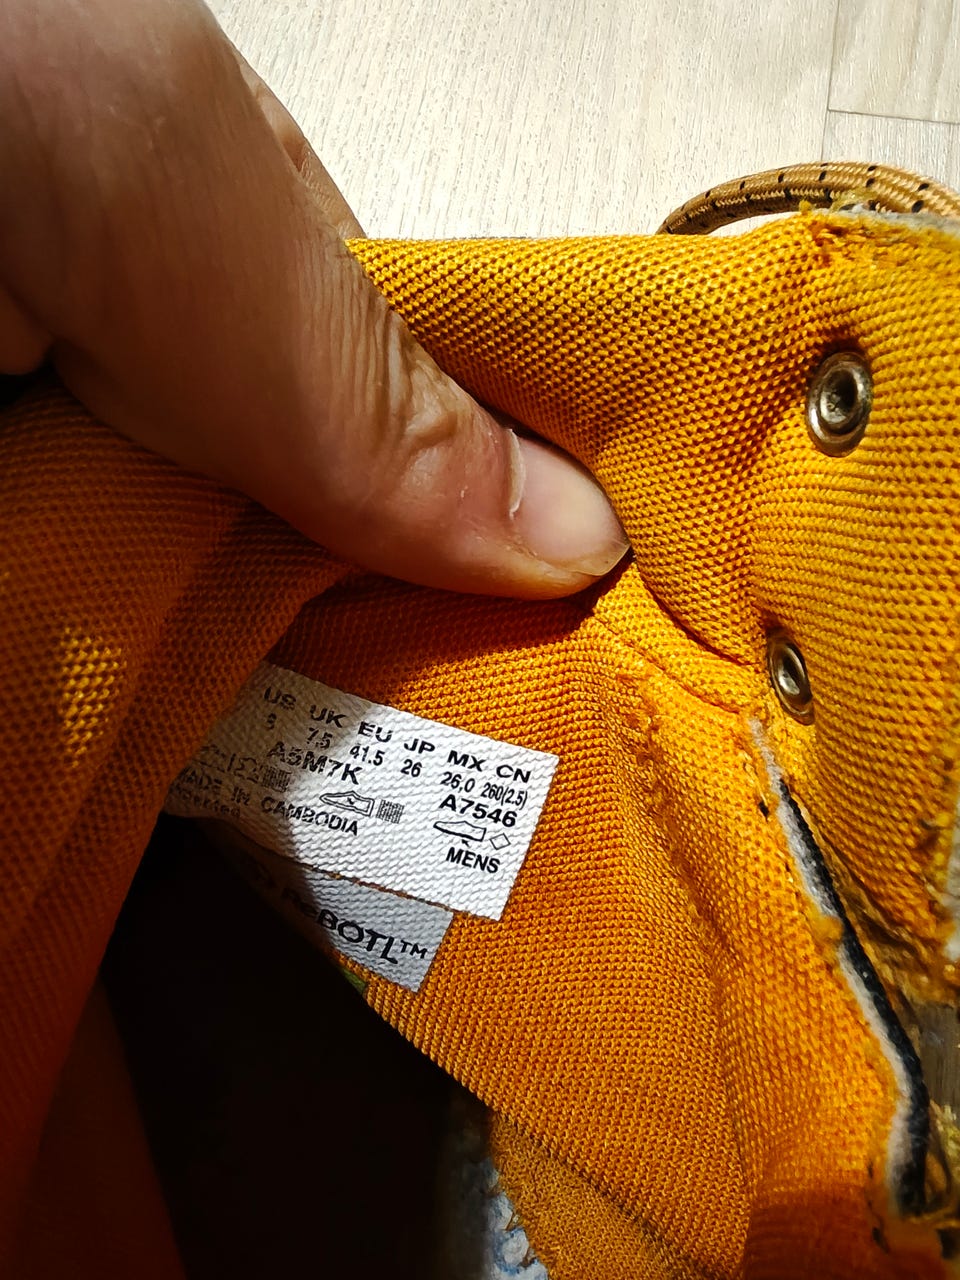 US UK EU JP MX CN
8 7.5 41.5 26 26,0 260(2.5)
A5M7K A7546
MADE IN CAMBODIA MENS
ReBOTL™